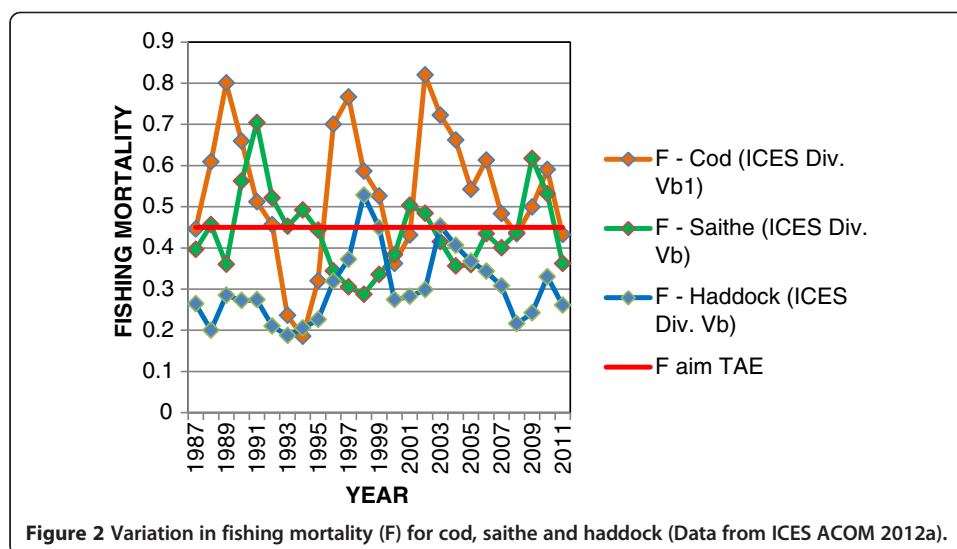 0.9
0.8
0.7
0.6
0.5
0.4
0.3
0.2
0.1
0
FISHING MORTALITY
1987
1989
1991
1993
1995
1997
1999
2001
2003
2005
2007
2009
2011
YEAR
F - Cod (ICES Div.
Vb1)
F - Saithe (ICES Div.
Vb)
F - Haddock (ICES
Div. Vb)
F aim TAE
Figure 2 Variation in fishing mortality (F) for cod, saithe and haddock (Data from ICES ACOM 2012a).